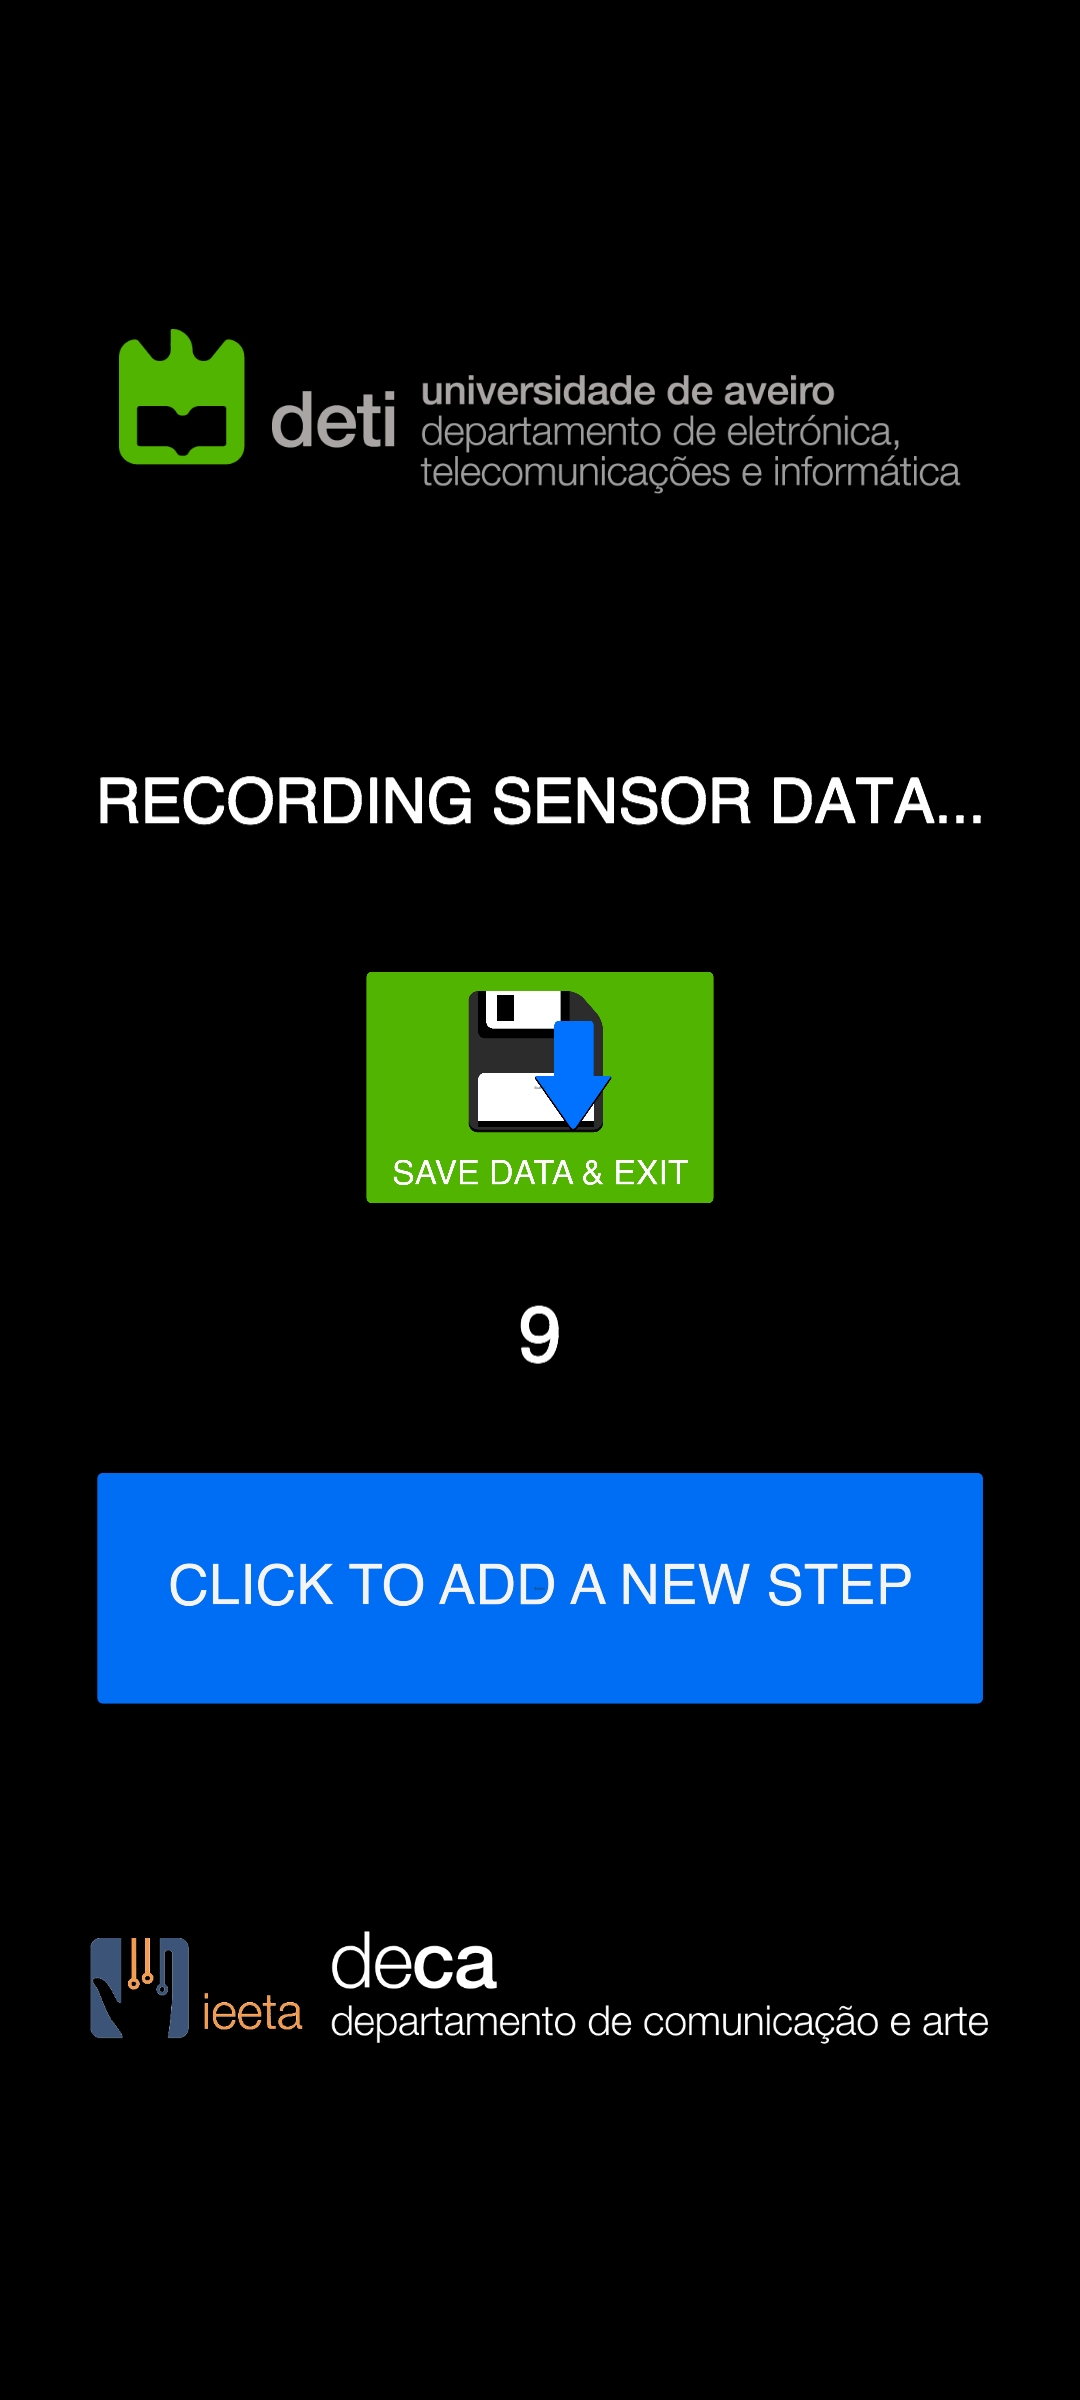 deti
universidade de aveiro
departamento de eletrónica,
telecomunicações e informática
RECORDING SENSOR DATA...
SAVE DATA & EXIT
9
CLICK TO ADD A NEW STEP
ieeta
deca
departamento de comunicação e arte